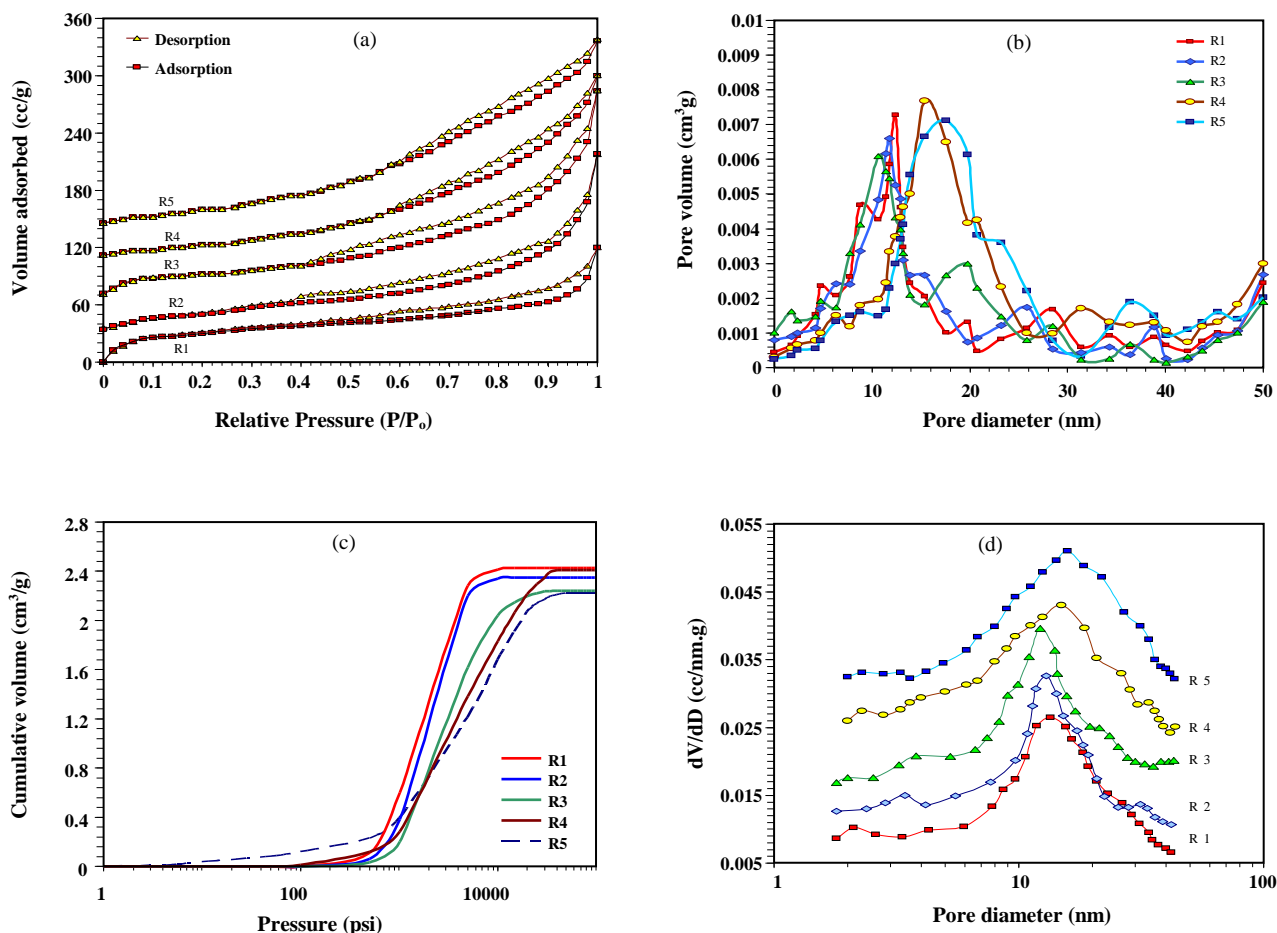 (a)
Desorption
Adsorption
Volume adsorbed (cc/g)
360
300
240
180
120
60
0
R5
R4
R3
R2
R1
0 0.1 0.2 0.3 0.4 0.5 0.6 0.7 0.8 0.9 1
Relative Pressure (P/Po)
(b)
R1
R2
R3
R4
R5
Pore volume (cm3g)
0.01
0.009
0.008
0.007
0.006
0.005
0.004
0.003
0.002
0.001
0
0 10 20 30 40 50
Pore diameter (nm)
(c)
Cumulative volume (cm3/g)
2.8
2.4
2
1.6
1.2
0.8
0.4
0
R1
R2
R3
R4
R5
1 100 10000
Pressure (psi)
(d)
dV/dD (cc/nm.g)
0.055
0.045
0.035
0.025
0.015
0.005
R 5
R 4
R 3
R 2
R 1
1 10 100
Pore diameter (nm)